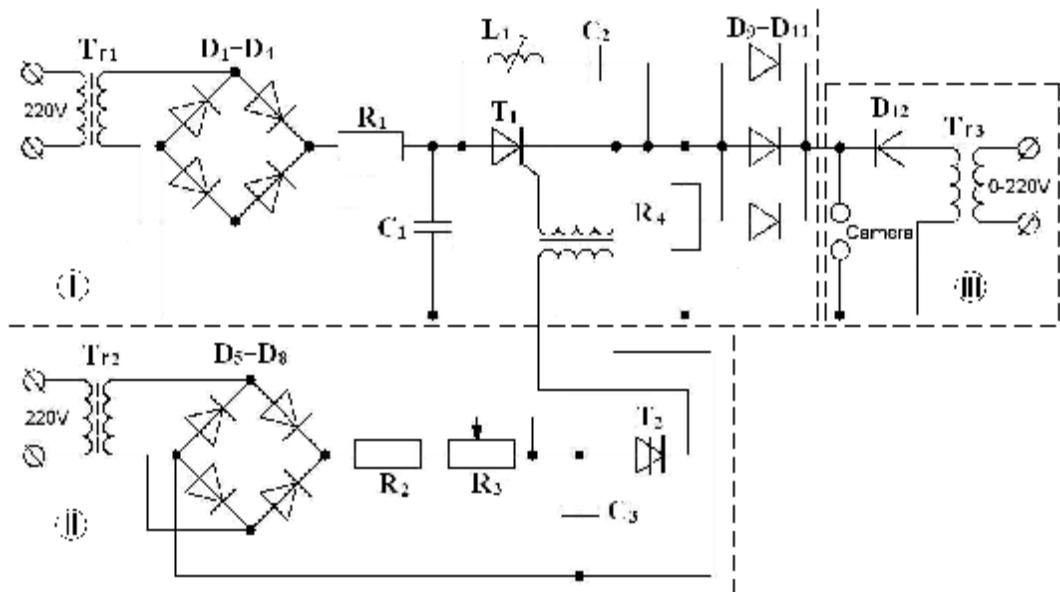 L₁
C₂
D₉–D₁₁
Tr₁
D₁–D₄
D₁₂
Tr₃
220V
R₁
T₁
0-220V
C₁
R₄
Camera
i
iii
Tr₂
D₅–D₈
220V
T₂
R₂
R₃
C₃
ii